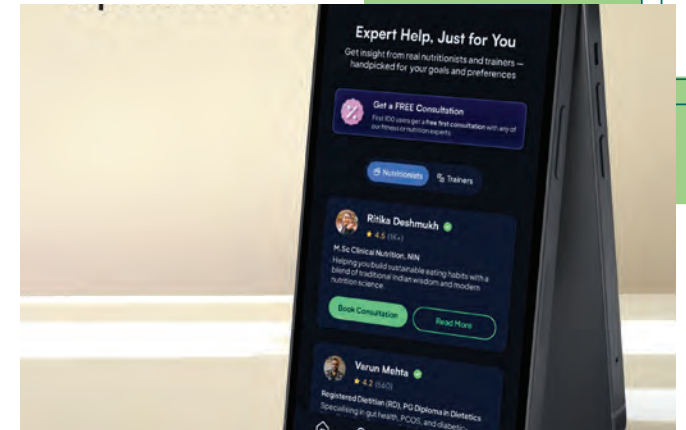 Expert Help, Just for You
Get insight from real nutritionists and trainers —
handpicked for your goals and preferences
Get a FREE Consultation
First 100 users get a free first consultation with any of
our fitness or nutrition experts
Nutritionists
Trainers
Ritika Deshmukh
4.5 (1K+)
M.Sc Clinical Nutrition, NIN
Helping you build sustainable eating habits with a
blend of traditional Indian wisdom and modern
nutrition science.
Book Consultation
Read More
Varun Mehta
4.2 (560)
Registered Dietitian (RD), PG Diploma in Dietetics
Specialising in gut health, PCOS, and diabetic